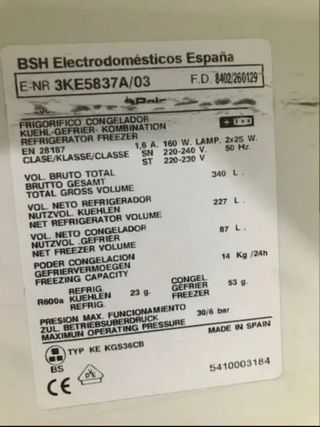 BSH Electrodomésticos España
E-NR 3KE5837A/03 F.D. 8402/260129
FRIGORIFICO CONGELADOR
KUEHL-GEFRIER- KOMBINATION
REFRIGERATOR FREEZER
EN 28187 1,6 A. 160 W. LAMP. 2x25 W.
CLASE/KLASSE/CLASSE SN 220-240 V. 50 Hz.
ST 220-230 V
VOL. BRUTO TOTAL
BRUTTO GESAMT 340 L.
TOTAL GROSS VOLUME
VOL. NETO REFRIGERADOR
NUTZVOL. KUEHLEN 227 L.
NET REFRIGERATOR VOLUME
VOL. NETO CONGELADOR
NUTZVOL .GEFRIER 87 L.
NET FREEZER VOLUME
PODER CONGELACION
GEFRIERVERMOEGEN 14 Kg /24h
FREEZING CAPACITY
REFRIG. CONGEL.
R600a KUEHLEN 23 g. GEFRIER 53 g.
REFRIG. FREEZER
PRESION MAX. FUNCIONAMIENTO
ZUL. BETRIEBSUBERDRUCK 30/6 bar
MAXIMUN OPERATING PRESSURE
MADE IN SPAIN
TYP KE KGS36CB
BS
CE VDE
5410003184